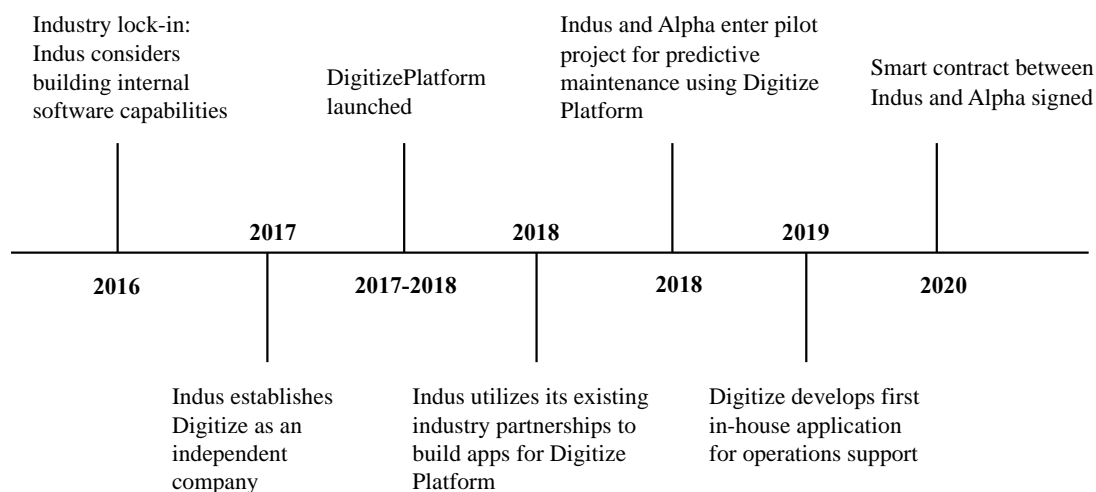 Industry lock-in:
Indus considers
building internal
software capabilities
DigitizePlatform
launched
Indus and Alpha enter pilot
project for predictive
maintenance using Digitize
Platform
Smart contract between
Indus and Alpha signed
2017
2018
2019
2016
2017-2018
2018
2020
Indus establishes
Digitize as an
independent
company
Indus utilizes its existing
industry partnerships to
build apps for Digitize
Platform
Digitize develops first
in-house application
for operations support